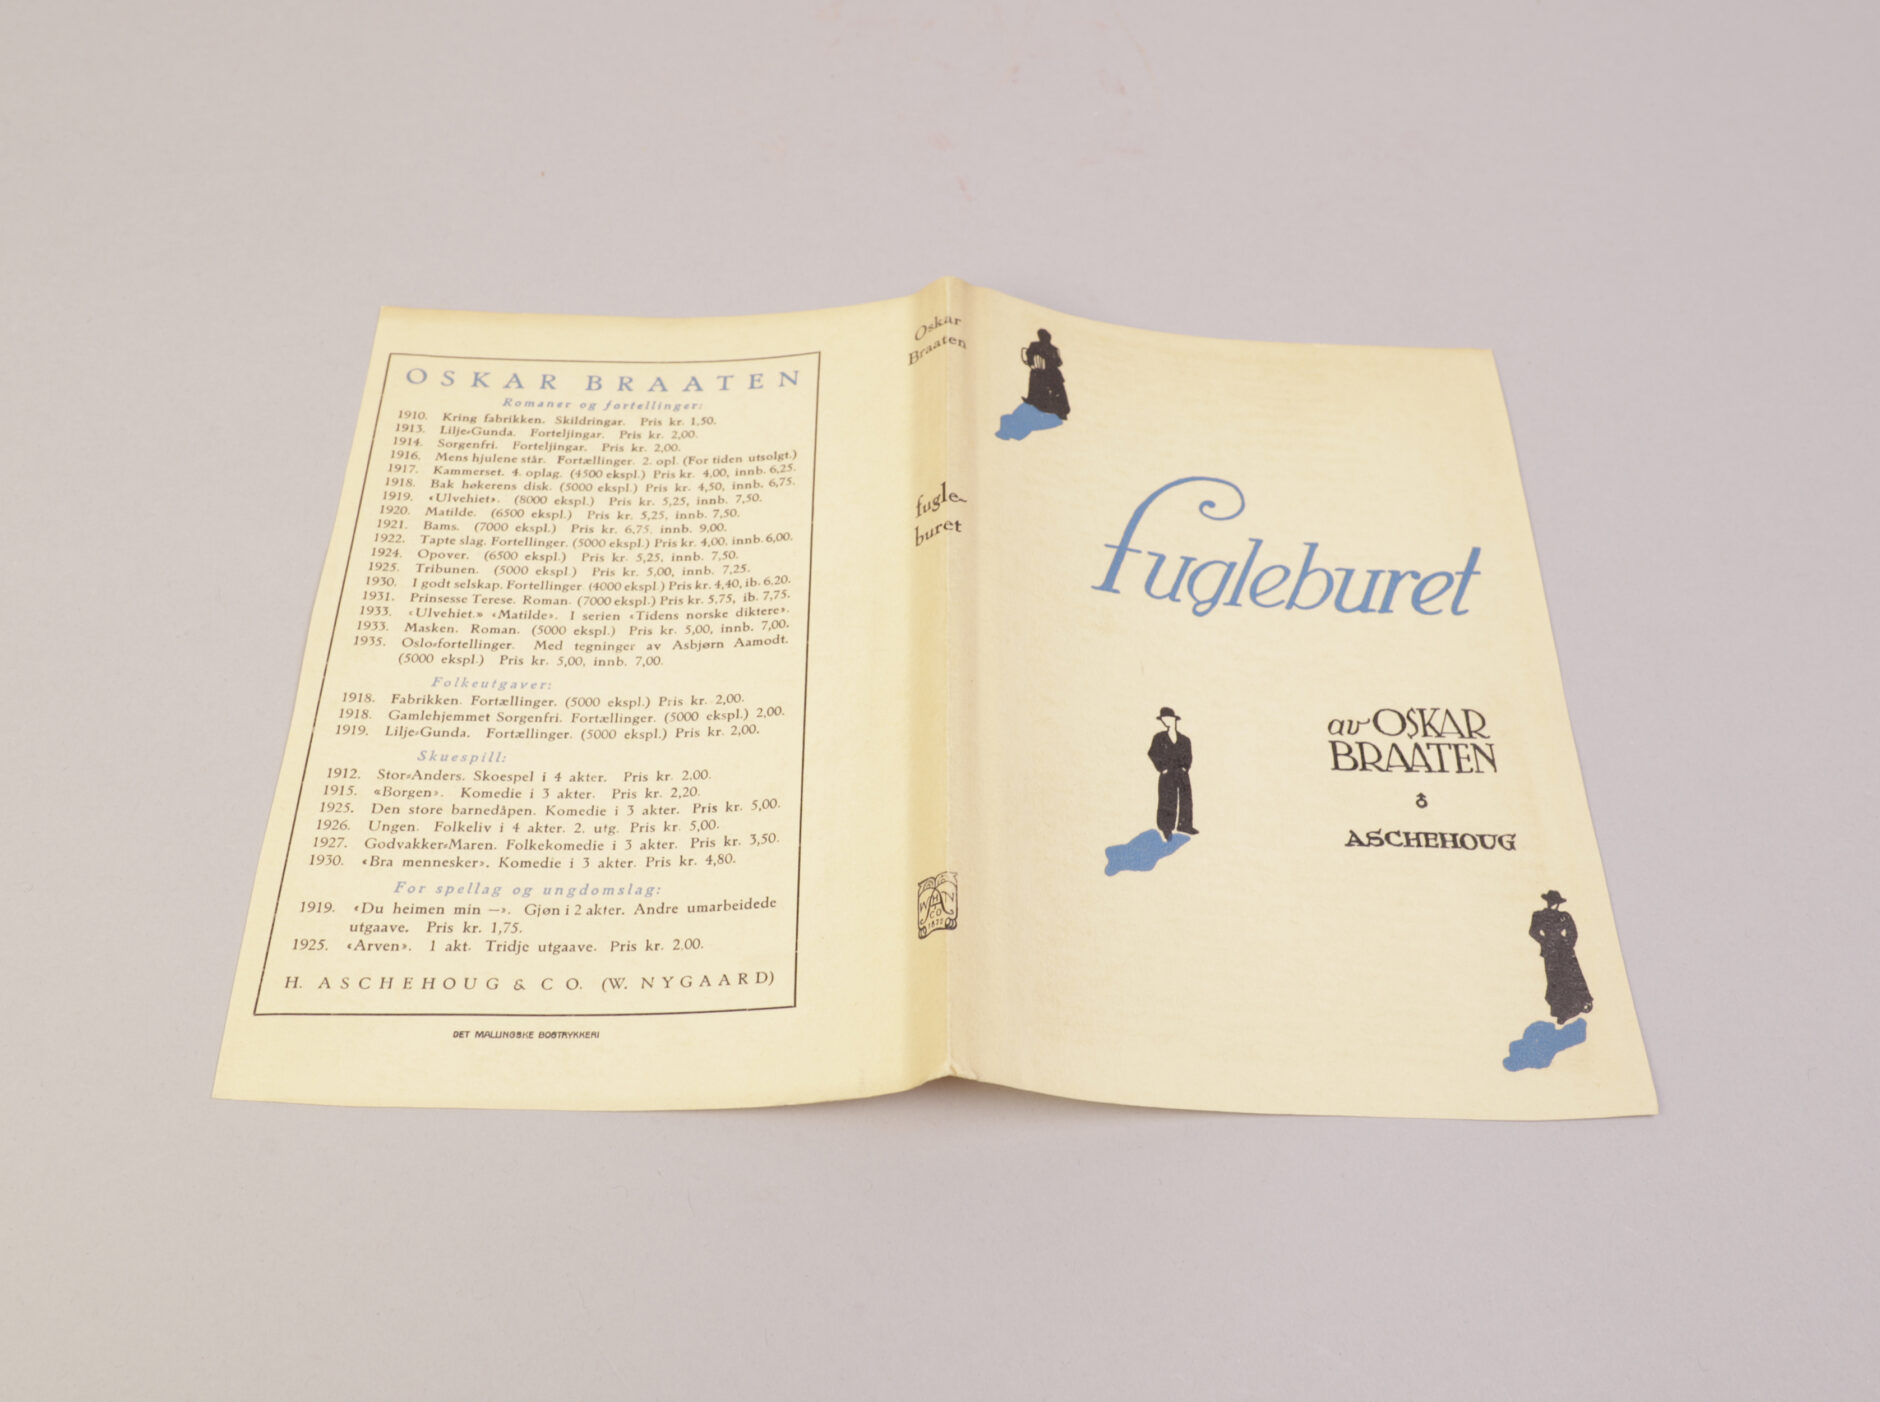 OSKAR BRAATEN
Romaner og fortellinger:
1910. Kring fabrikken. Skildringar. Pris kr. 1,50.
1913. Lilje-Gunda. Forteljingar. Pris kr. 2,00.
1914. Sorgenfri. Forteljingar. Pris kr. 2,00.
1916. Mens hjulene står. Fortællinger. 2. opl. (For tiden utsolgt.)
1917. Kammerset. 4. oplag. (4500 ekspl.) Pris kr. 4,00, innb. 6,25.
1918. Bak høkerens disk. (5000 ekspl.) Pris kr. 4,50, innb. 6,75.
1919. «Ulvehiet». (8000 ekspl.) Pris kr. 5,25, innb. 7,50.
1920. Matilde. (6500 ekspl.) Pris kr. 5,25, innb. 7,50.
1921. Bams. (7000 ekspl.) Pris kr. 6,75, innb. 9,00.
1922. Tapte slag. Fortellinger. (5000 ekspl.) Pris kr. 4,00, innb. 6,00.
1924. Opover. (6500 ekspl.) Pris kr. 5,25, innb. 7,50.
1925. Tribunen. (5000 ekspl.) Pris kr. 5,00, innb. 7,25.
1930. I godt selskap. Fortellinger (4000 ekspl.) Pris kr. 4,40, ib. 6.20.
1931. Prinsesse Terese. Roman. (7000 ekspl.) Pris kr. 5,75, ib. 7,75.
1933. «Ulvehiet.» «Matilde». I serien «Tidens norske diktere».
1933. Masken. Roman. (5000 ekspl.) Pris kr. 5,00, innb. 7,00.
1935. Oslo-fortellinger. Med tegninger av Asbjørn Aamodt.
(5000 ekspl.) Pris kr. 5,00, innb. 7,00.
Folkeutgaver:
1918. Fabrikken. Fortællinger. (5000 ekspl.) Pris kr. 2,00.
1918. Gamlehjemmet Sorgenfri. Fortællinger. (5000 ekspl.) 2,00.
1919. Lilje-Gunda. Fortællinger. (5000 ekspl.) Pris kr. 2,00.
Skuespill:
1912. Stor-Anders. Skoespel i 4 akter. Pris kr. 2.00.
1915. «Borgen». Komedie i 3 akter. Pris kr. 2,20.
1925. Den store barnedåpen. Komedie i 3 akter. Pris kr. 5,00.
1926. Ungen. Folkeliv i 4 akter. 2. utg. Pris kr. 5,00.
1927. Godvakker-Maren. Folkekomedie i 3 akter. Pris kr. 3,50.
1930. «Bra mennesker». Komedie i 3 akter. Pris kr. 4,80.
For spellag og ungdomslag:
1919. «Du heimen min —». Gjøn i 2 akter. Andre umarbeidede
utgaave. Pris kr. 1,75.
1925. «Arven». 1 akt. Tridje utgaave. Pris kr. 2.00.
H. ASCHEHOUG & CO. (W. NYGAARD)
DET MALLINGSKE BOGTRYKKERI
Oskar
Braaten
fugle-
buret
W H N
CO
1872
fugleburet
av OSKAR
BRAATEN
ASCHEHOUG